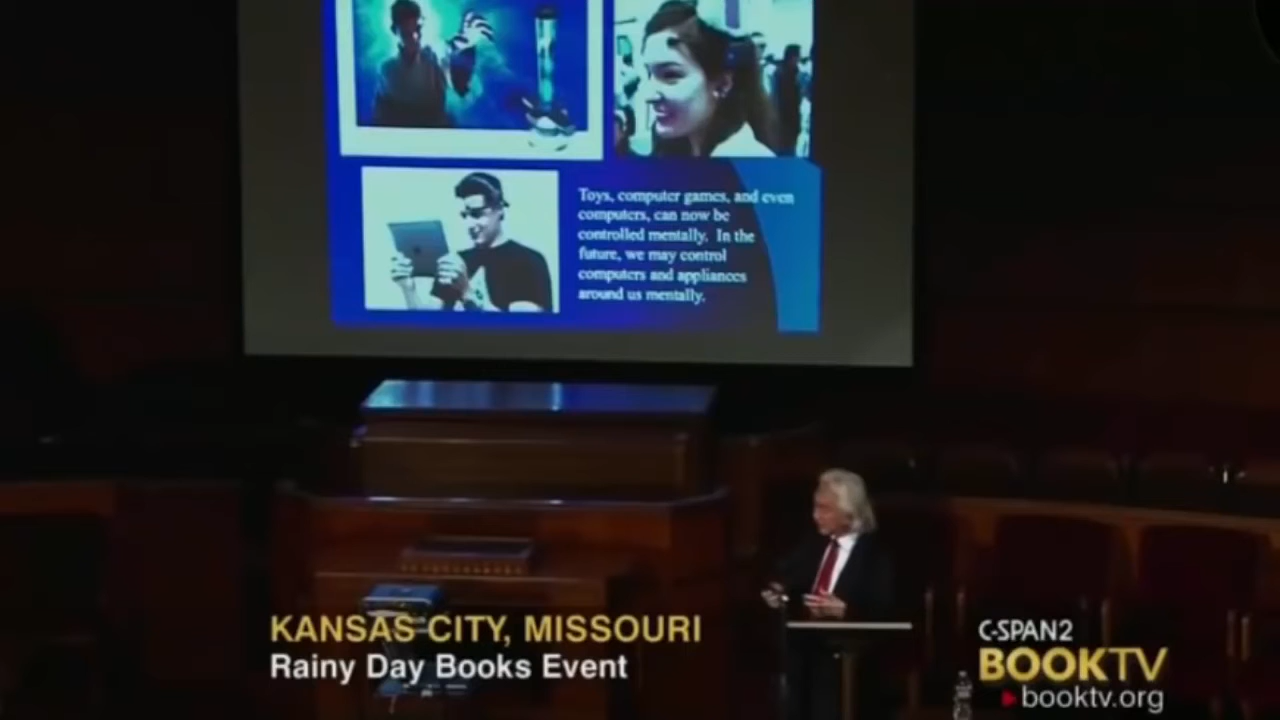 Toys, computer games, and even
computers, can now be
controlled mentally. In the
future, we may control
computers and appliances
around us mentally.
KANSAS CITY, MISSOURI
Rainy Day Books Event
C-SPAN2
BOOKTV
booktv.org